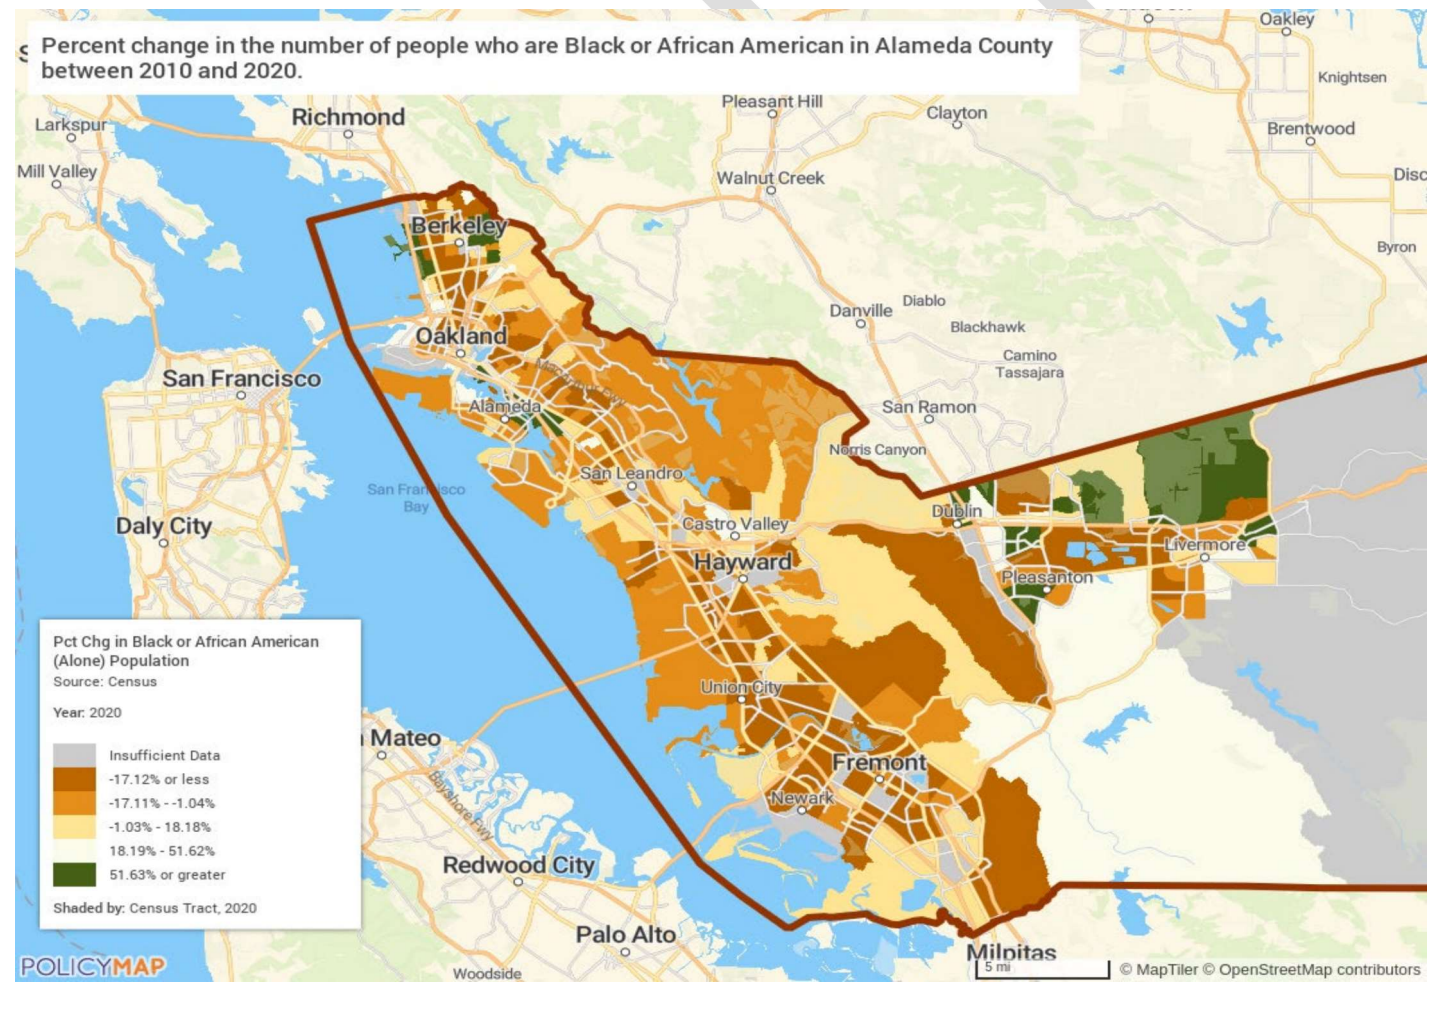 Oakley
Percent change in the number of people who are Black or African American in Alameda County
between 2010 and 2020.
Knightsen
Richmond
Pleasant Hill
Clayton
Larkspur
Brentwood
Mill Valley
Walnut Creek
Disc
Berkeley
Byron
Danville
Diablo
Blackhawk
Oakland
Camino
Tassajara
San Francisco
MacArthur Fwy
Alameda
San Ramon
Norris Canyon
San Leandro
San Francisco
Bay
Dublin
Daly City
Castro Valley
Livermore
Hayward
Pleasanton
Pct Chg in Black or African American
(Alone) Population
Source: Census
Year: 2020
Insufficient Data
-17.12% or less
-17.11% - -1.04%
-1.03% - 18.18%
18.19% - 51.62%
51.63% or greater
Shaded by: Census Tract, 2020
Union City
Mateo
Fremont
Bayshore Fwy
Newark
Redwood City
Palo Alto
Milpitas
POLICYMAP
Woodside
5 mi
© MapTiler © OpenStreetMap contributors